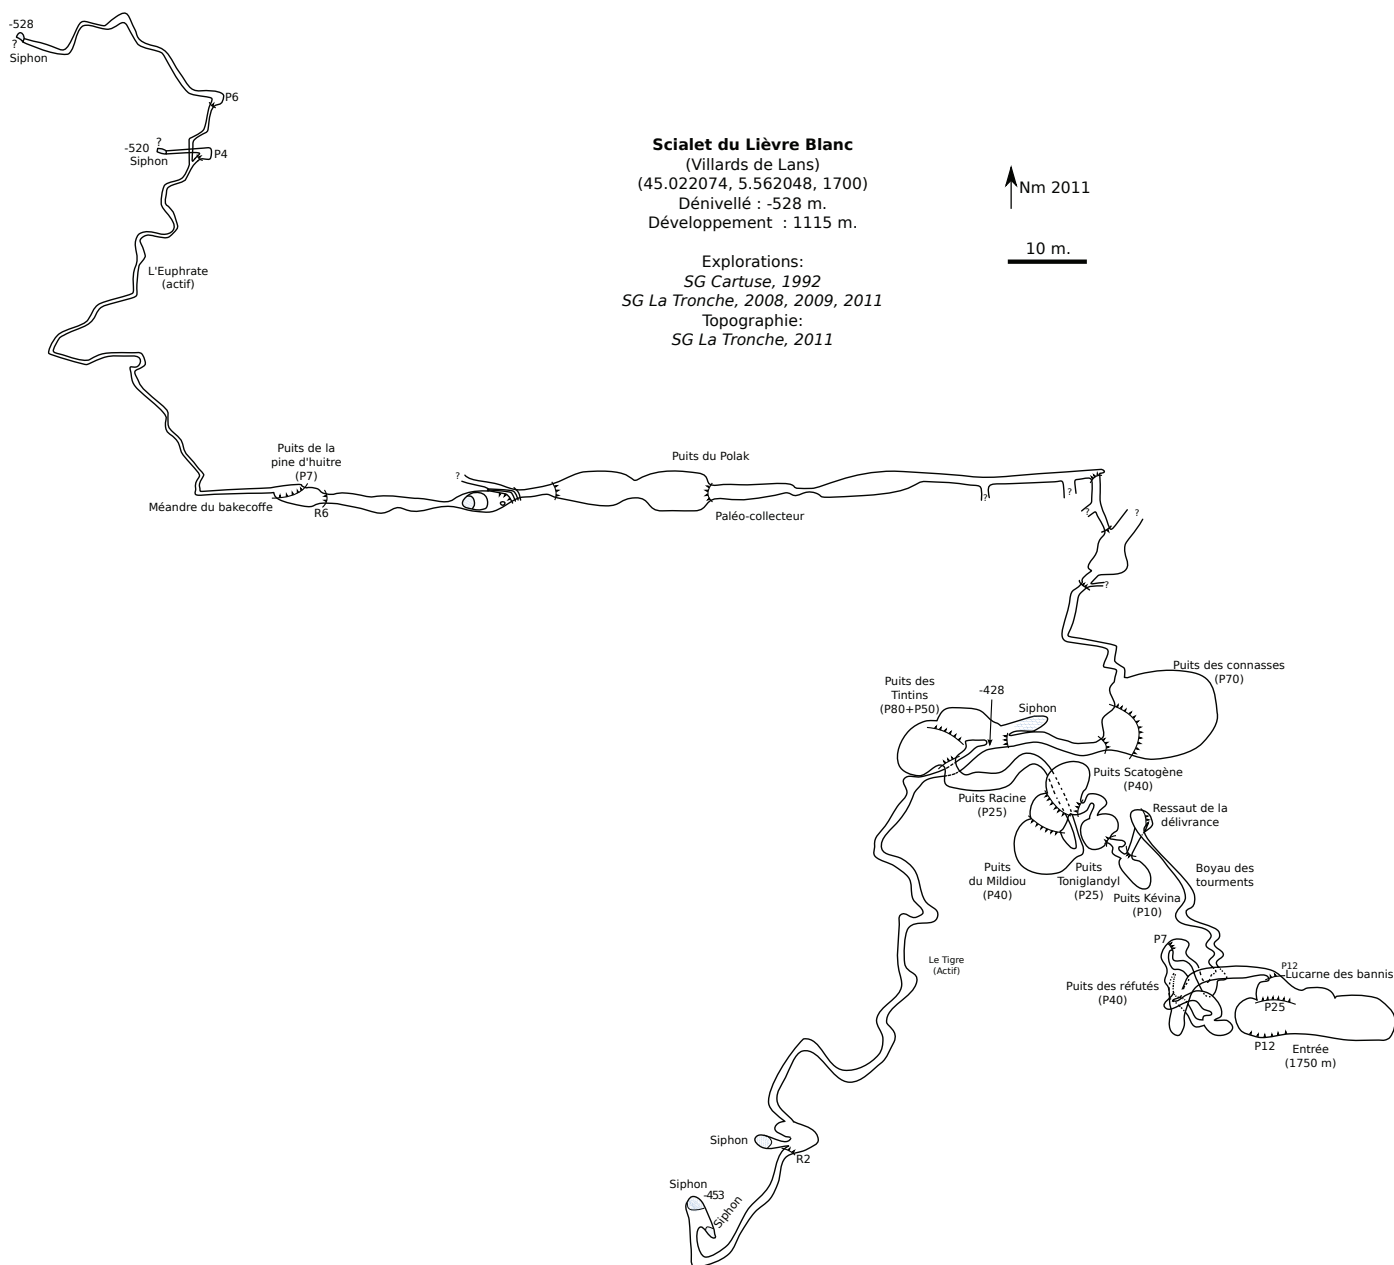 -528
?
Siphon
P6
?
-520
Siphon
P4
L'Euphrate
(actif)
Scialet du Lièvre Blanc
(Villards de Lans)
(45.022074, 5.562048, 1700)
Dénivellé : -528 m.
Développement : 1115 m.
Explorations:
SG Cartuse, 1992
SG La Tronche, 2008, 2009, 2011
Topographie:
SG La Tronche, 2011
Nm 2011
10 m.
Puits de la
pine d'huitre
(P7)
Méandre du bakecoffe
R6
?
Puits du Polak
Paléo-collecteur
?
?
?
?
?
Puits des connasses
(P70)
Puits des
Tintins
(P80+P50)
-428
Siphon
Puits Scatogène
(P40)
Puits Racine
(P25)
Ressaut de la
délivrance
Puits
du Mildiou
(P40)
Puits
Toniglandyl
(P25)
Puits Kévina
(P10)
Boyau des
tourments
P7
Le Tigre
(Actif)
Puits des réfutés
(P40)
P12
Lucarne des bannis
P25
P12
Entrée
(1750 m)
Siphon
R2
Siphon
-453
Siphon